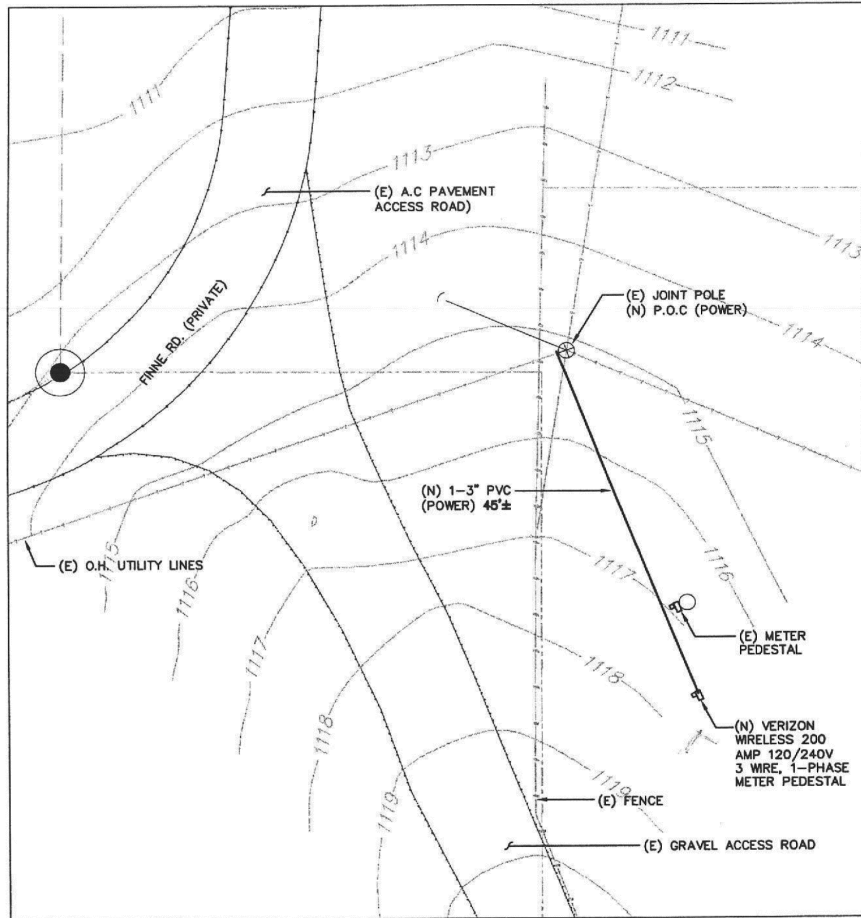 1111
1111
1112
1113
(E) A.C PAVEMENT
ACCESS ROAD)
1114
1113
FINNE RD. (PRIVATE)
(E) JOINT POLE
(N) P.O.C (POWER)
1114
1115
(N) 1-3" PVC
(POWER) 45'±
(E) O.H. UTILITY LINES
1115
1116
1117
1116
1117
(E) METER
PEDESTAL
1118
1118
(N) VERIZON
WIRELESS 200
AMP 120/240V
3 WIRE, 1-PHASE
METER PEDESTAL
1119
1119
(E) FENCE
(E) GRAVEL ACCESS ROAD